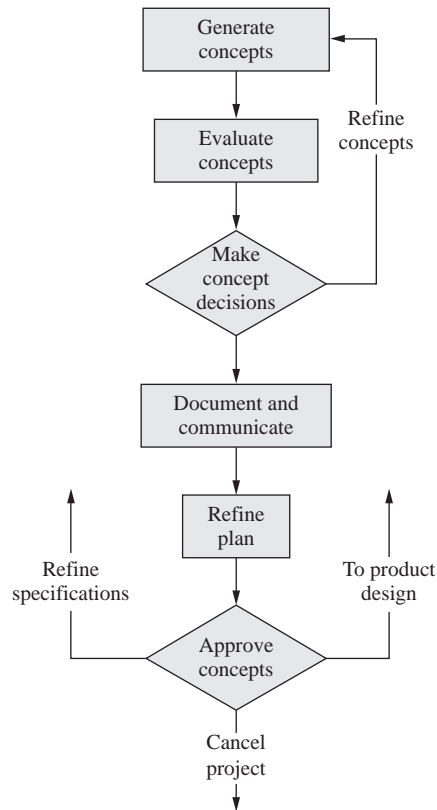 Generate
concepts
Refine
concepts
Evaluate
concepts
Make
concept
decisions
Document and
communicate
Refine
plan
Refine
specifications
To product
design
Approve
concepts
Cancel
project